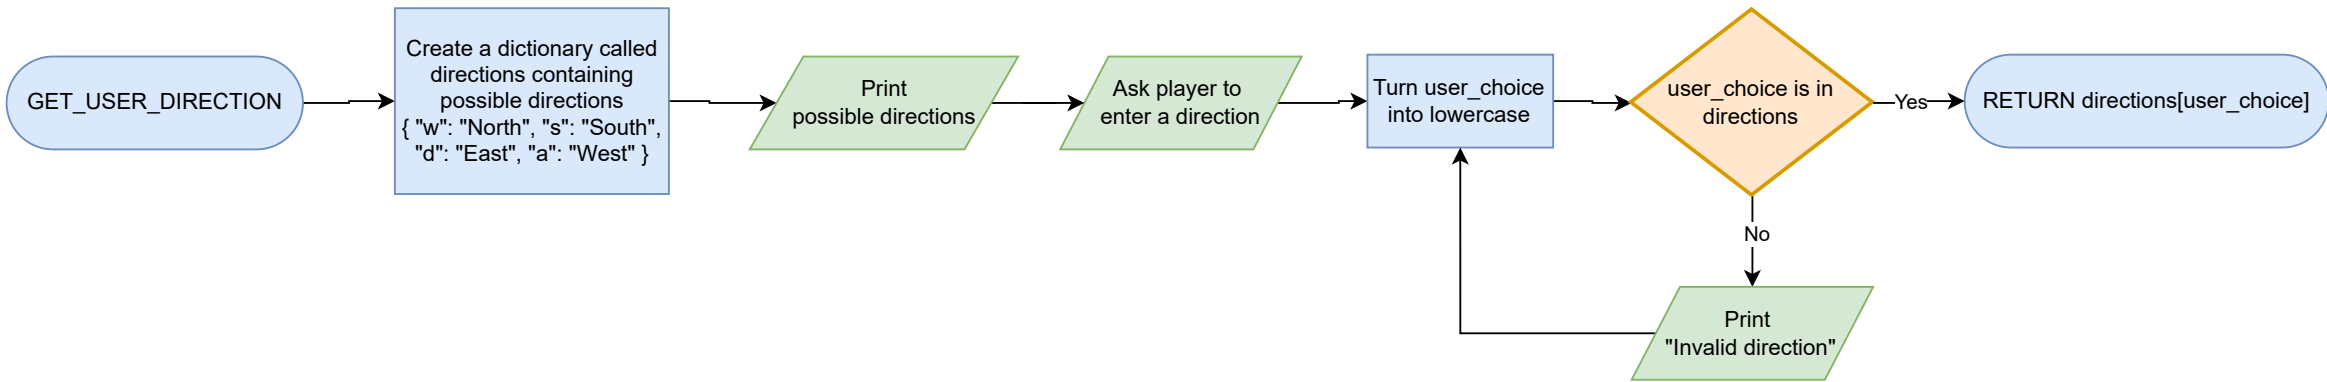 GET_USER_DIRECTION
Create a dictionary called
directions containing
possible directions
{ "w": "North", "s": "South",
"d": "East", "a": "West" }
Print
possible directions
Ask player to
enter a direction
Turn user_choice
into lowercase
user_choice is in
directions
Yes
RETURN directions[user_choice]
No
Print
"Invalid direction"